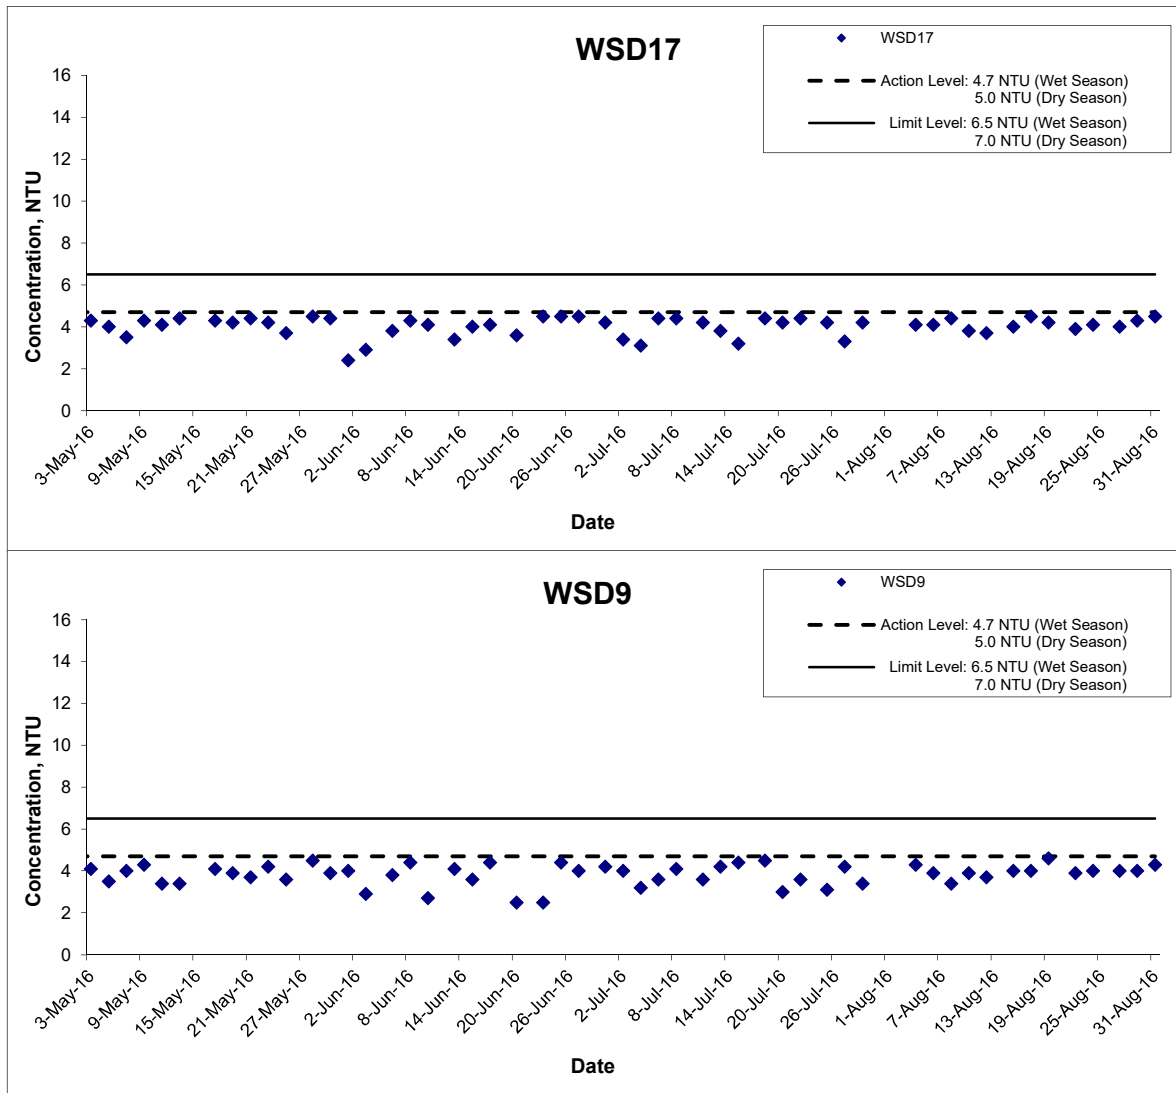 WSD17
WSD17
Action Level: 4.7 NTU (Wet Season)
5.0 NTU (Dry Season)
Limit Level: 6.5 NTU (Wet Season)
7.0 NTU (Dry Season)
Concentration, NTU
16
14
12
10
8
6
4
2
0
3-May-16
9-May-16
15-May-16
21-May-16
27-May-16
2-Jun-16
8-Jun-16
14-Jun-16
20-Jun-16
26-Jun-16
2-Jul-16
8-Jul-16
14-Jul-16
20-Jul-16
26-Jul-16
1-Aug-16
7-Aug-16
13-Aug-16
19-Aug-16
25-Aug-16
31-Aug-16
Date
WSD9
WSD9
Action Level: 4.7 NTU (Wet Season)
5.0 NTU (Dry Season)
Limit Level: 6.5 NTU (Wet Season)
7.0 NTU (Dry Season)
Concentration, NTU
16
14
12
10
8
6
4
2
0
3-May-16
9-May-16
15-May-16
21-May-16
27-May-16
2-Jun-16
8-Jun-16
14-Jun-16
20-Jun-16
26-Jun-16
2-Jul-16
8-Jul-16
14-Jul-16
20-Jul-16
26-Jul-16
1-Aug-16
7-Aug-16
13-Aug-16
19-Aug-16
25-Aug-16
31-Aug-16
Date